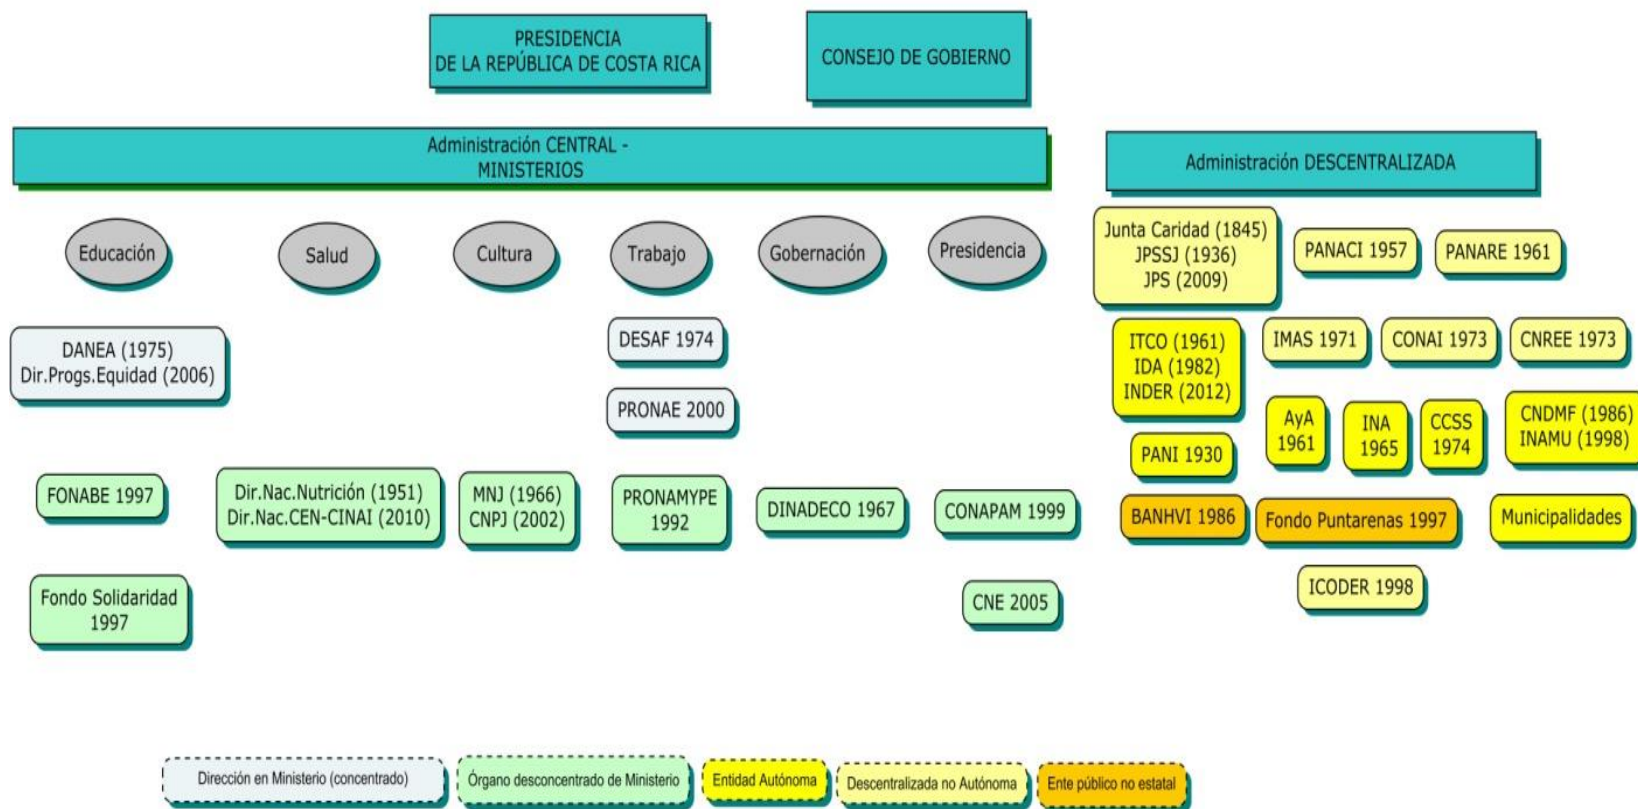 PRESIDENCIA
DE LA REPÚBLICA DE COSTA RICA
CONSEJO DE GOBIERNO
Administración CENTRAL -
MINISTERIOS
Administración DESCENTRALIZADA
Educación
Salud
Cultura
Trabajo
Gobernación
Presidencia
Junta Caridad (1845)
JPSSJ (1936)
JPS (2009)
PANACI 1957
PANARE 1961
DANEA (1975)
Dir.Progs.Equidad (2006)
DESAF 1974
PRONAE 2000
ITCO (1961)
IDA (1982)
INDER (2012)
IMAS 1971
CONAI 1973
CNREE 1973
AyA
1961
INA
1965
CCSS
1974
CNDMF (1986)
INAMU (1998)
PANI 1930
FONABE 1997
Dir.Nac.Nutrición (1951)
Dir.Nac.CEN-CINAI (2010)
MNJ (1966)
CNPJ (2002)
PRONAMYPE
1992
DINADECO 1967
CONAPAM 1999
BANHVI 1986
Fondo Puntarenas 1997
Municipalidades
Fondo Solidaridad
1997
CNE 2005
ICODER 1998
Dirección en Ministerio (concentrado)
Órgano desconcentrado de Ministerio
Entidad Autónoma
Descentralizada no Autónoma
Ente público no estatal